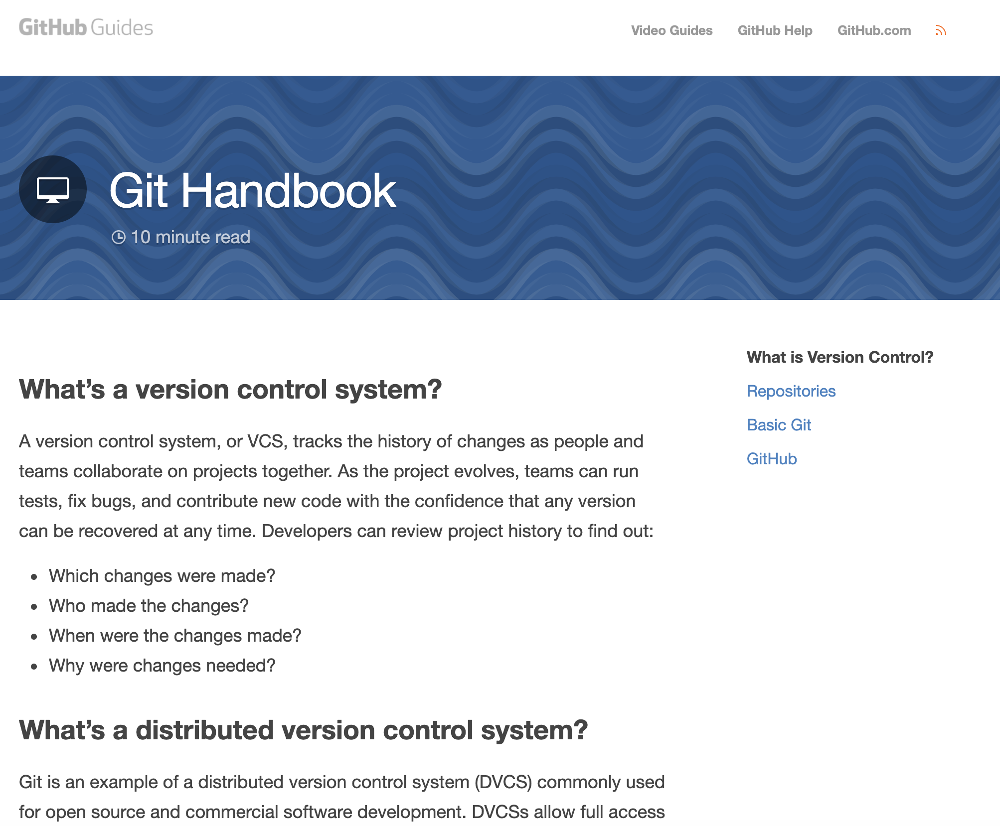 GitHub Guides
Video Guides GitHub Help GitHub.com
Git Handbook
10 minute read
What is Version Control?
Repositories
Basic Git
GitHub
What’s a version control system?
A version control system, or VCS, tracks the history of changes as people and
teams collaborate on projects together. As the project evolves, teams can run
tests, fix bugs, and contribute new code with the confidence that any version
can be recovered at any time. Developers can review project history to find out:
• Which changes were made?
• Who made the changes?
• When were the changes made?
• Why were changes needed?
What’s a distributed version control system?
Git is an example of a distributed version control system (DVCS) commonly used
for open source and commercial software development. DVCSs allow full access